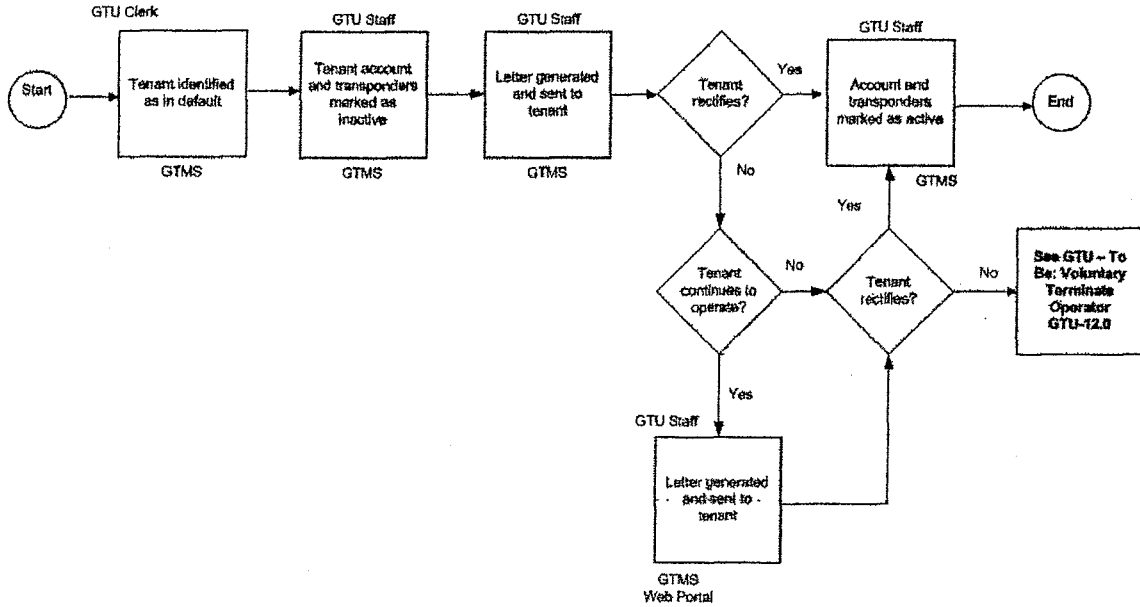 GTU Clerk
GTU Staff
GTU Staff
GTU Staff
Start
Tenant identified
as in default
Tenant account
and transponders
marked as
inactive
Letter generated
and sent to
tenant
Tenant
rectifies?
Yes
Account and
transponders
marked as active
End
GTMS
GTMS
GTMS
GTMS
No
Yes
Tenant
continues to
operate?
No
Tenant
rectifies?
No
See GTU – To
Be: Voluntary
Terminate
Operator
GTU-12.0
Yes
GTU Staff
Letter generated
and sent to
tenant
GTMS
Web Portal